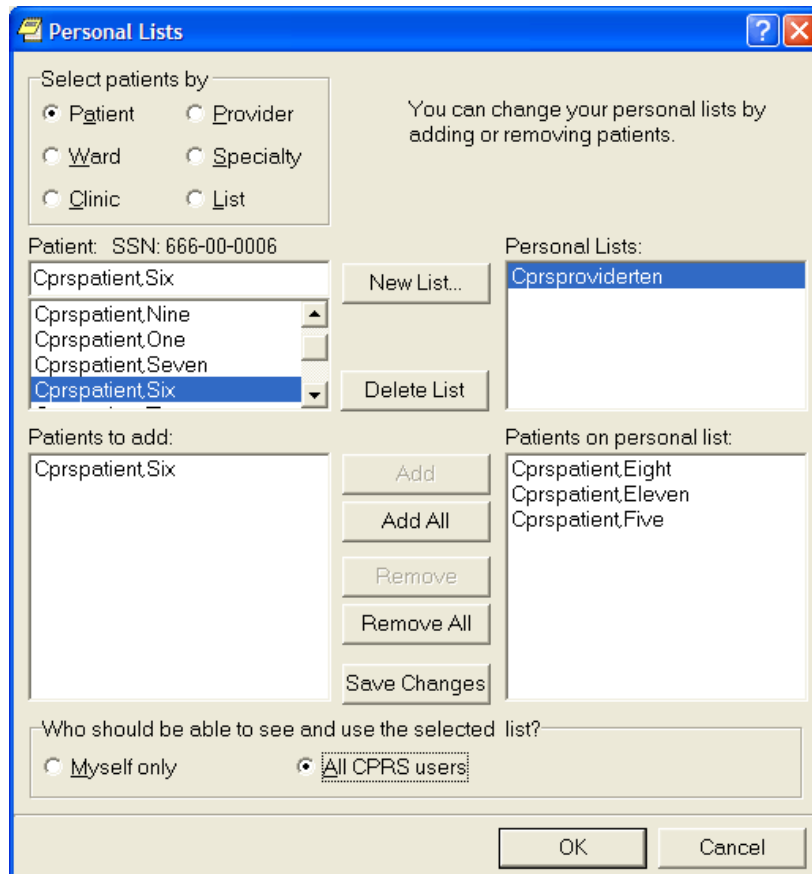 Personal Lists
Select patients by
Patient
Provider
Ward
Specialty
Clinic
List
You can change your personal lists by
adding or removing patients.
Patient: SSN: 666-00-0006
Cprspatient,Six
Cprspatient,Nine
Cprspatient,One
Cprspatient,Seven
Cprspatient,Six
New List...
Delete List
Personal Lists:
Cprsproviderten
Patients to add:
Cprspatient,Six
Add
Add All
Remove
Remove All
Save Changes
Patients on personal list:
Cprspatient,Eight
Cprspatient,Eleven
Cprspatient,Five
Who should be able to see and use the selected list?
Myself only
All CPRS users
OK
Cancel